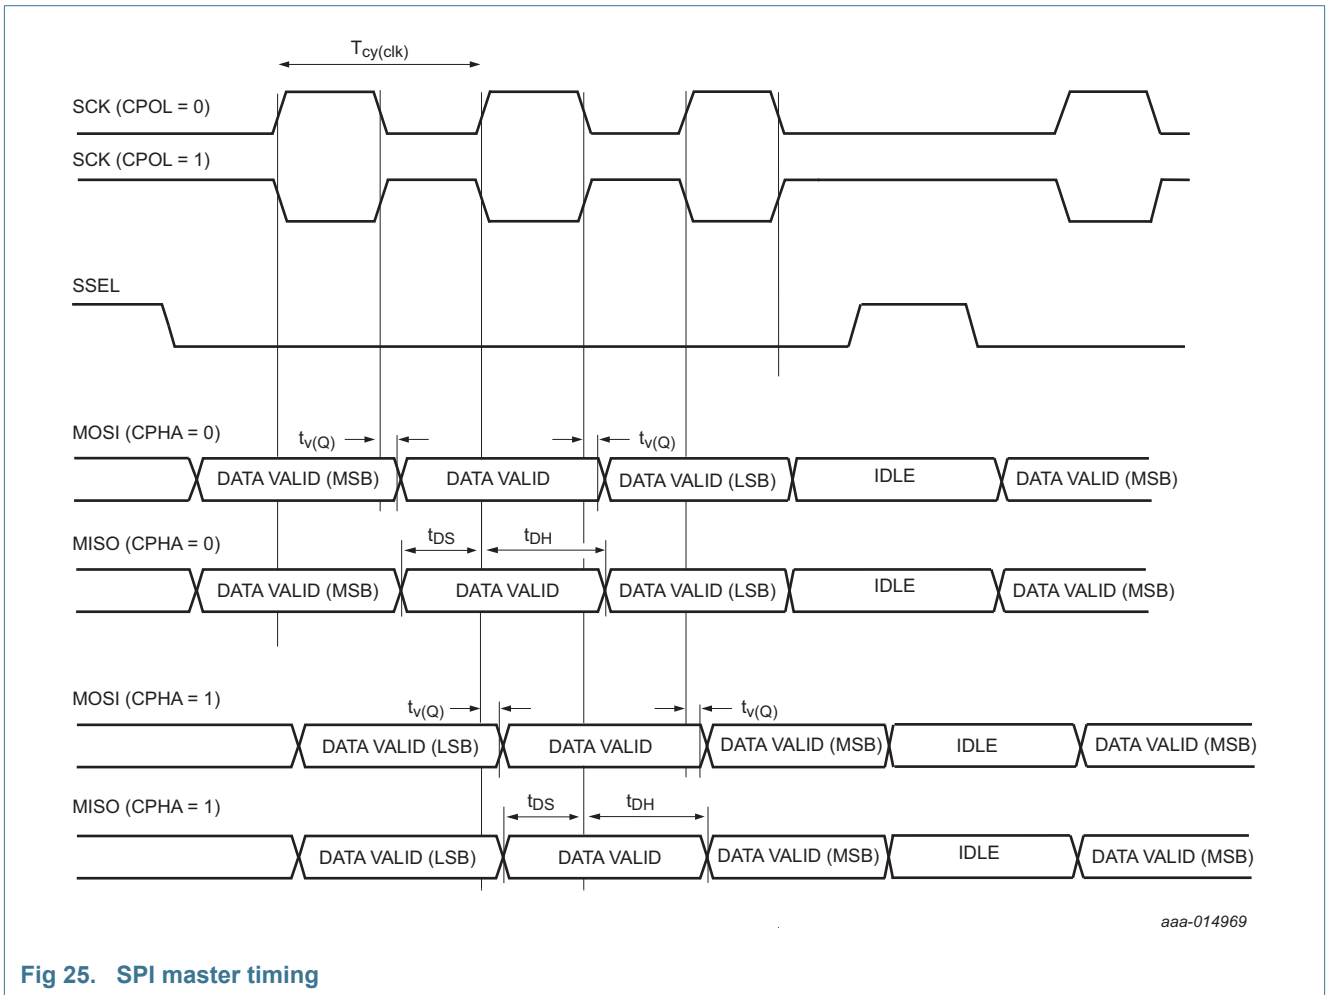 Tcy(clk)
SCK (CPOL = 0)
SCK (CPOL = 1)
SSEL
MOSI (CPHA = 0)
tv(Q)
tv(Q)
DATA VALID (MSB)
DATA VALID
DATA VALID (LSB)
IDLE
DATA VALID (MSB)
MISO (CPHA = 0)
tDS
tDH
DATA VALID (MSB)
DATA VALID
DATA VALID (LSB)
IDLE
DATA VALID (MSB)
MOSI (CPHA = 1)
tv(Q)
tv(Q)
DATA VALID (LSB)
DATA VALID
DATA VALID (MSB)
IDLE
DATA VALID (MSB)
MISO (CPHA = 1)
tDS
tDH
DATA VALID (LSB)
DATA VALID
DATA VALID (MSB)
IDLE
DATA VALID (MSB)
aaa-014969
Fig 25. SPI master timing